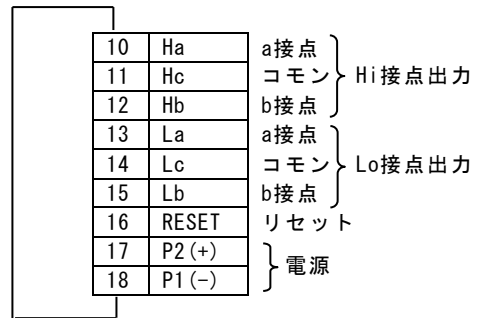 10 Ha a接点
11 Hc コモン Hi接点出力
12 Hb b接点
13 La a接点
14 Lc コモン Lo接点出力
15 Lb b接点
16 RESET リセット
17 P2(+)
電源
18 P1(−)